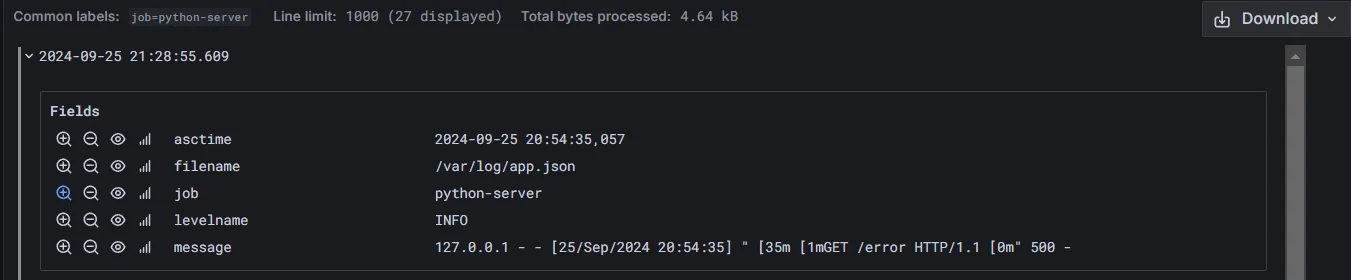 Common labels: job=python-server Line limit: 1000 (27 displayed) Total bytes processed: 4.64 kB Download
2024-09-25 21:28:55.609
Fields
asctime 2024-09-25 20:54:35,057
filename /var/log/app.json
job python-server
levelname INFO
message 127.0.0.1 - - [25/Sep/2024 20:54:35] " [35m [1mGET /error HTTP/1.1 [0m" 500 -